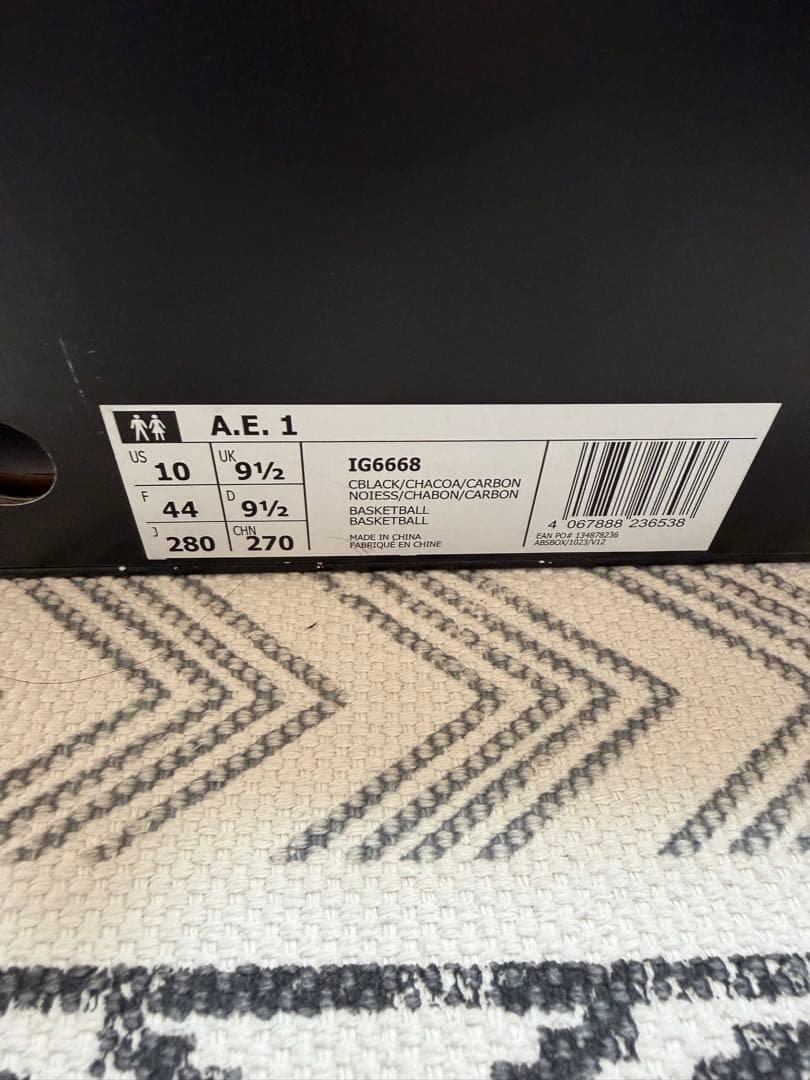 A.E. 1
US 10 UK 9½
F 44 D 9½
J 280 CHN 270
IG6668
CBLACK/CHACOA/CARBON
NOIESS/CHABON/CARBON
BASKETBALL
BASKETBALL
MADE IN CHINA
FABRIQUÉ EN CHINE
4 067888 236538
EAN PO# 134878236
ABSBOX/1023/V12